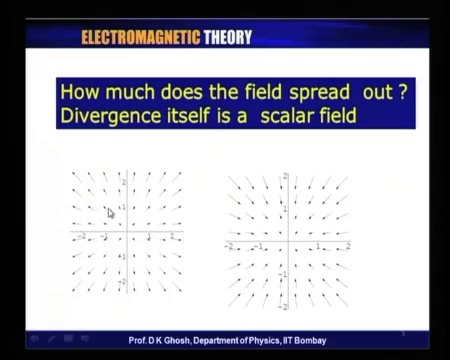 ELECTROMAGNETIC THEORY
How much does the field spread out ?
Divergence itself is a scalar field
2
1
-2 -1 1 2
-1
-2
2
1
-2 -1 1 2
-1
-2
Prof. D K Ghosh, Department of Physics, IIT Bombay